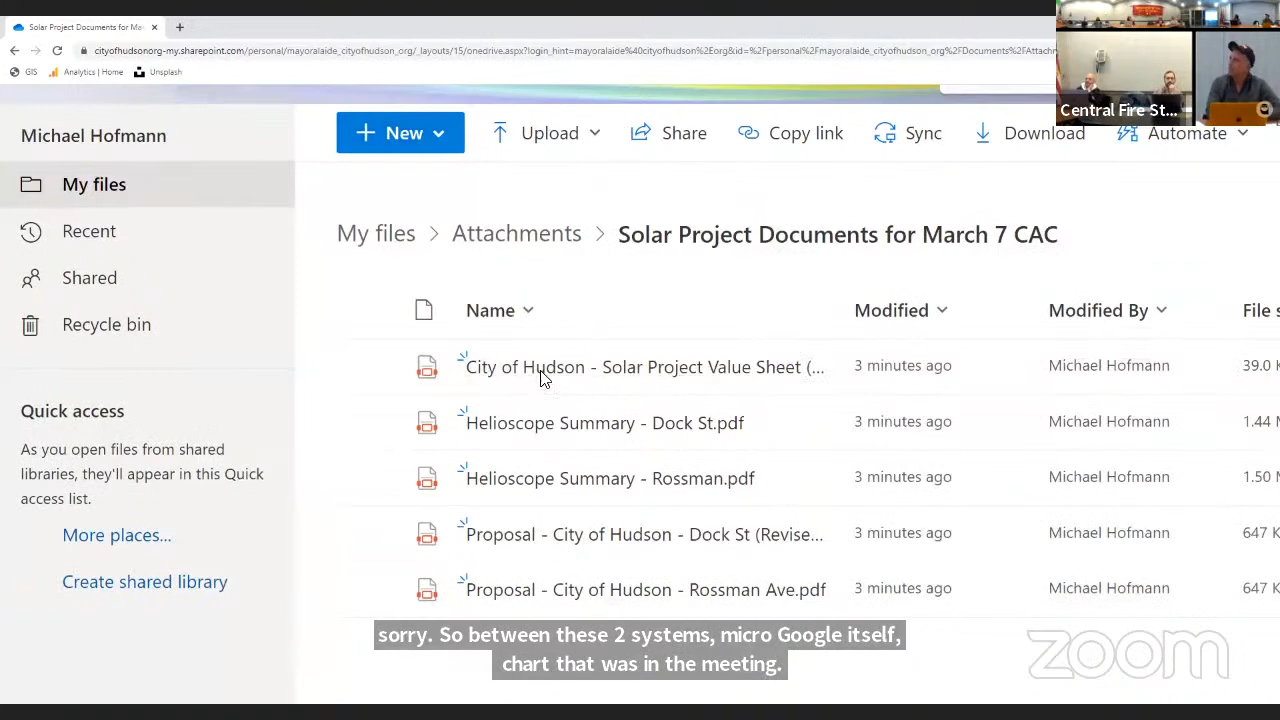 Solar Project Documents for Ma
cityofhudsonorg-my.sharepoint.com/personal/mayoralaide_cityofhudson_org/_layouts/15/onedrive.aspx?login_hint=mayoralaide%40cityofhudson%2Eorg&id=%2Fpersonal%2Fmayoralaide_cityofhudson_org%2FDocuments%2FAttachm
GIS
Analytics | Home
Unsplash
Central Fire St...
Michael Hofmann
New
Upload
Share
Copy link
Sync
Download
Automate
My files
Recent
Shared
Recycle bin
My files > Attachments > Solar Project Documents for March 7 CAC
Name Modified Modified By File s
City of Hudson - Solar Project Value Sheet (... 3 minutes ago Michael Hofmann 39.0 K
Helioscope Summary - Dock St.pdf 3 minutes ago Michael Hofmann 1.44 M
Helioscope Summary - Rossman.pdf 3 minutes ago Michael Hofmann 1.50 M
Proposal - City of Hudson - Dock St (Revise... 3 minutes ago Michael Hofmann 647 K
Proposal - City of Hudson - Rossman Ave.pdf 3 minutes ago Michael Hofmann 647 K
Quick access
As you open files from shared
libraries, they'll appear in this Quick
access list.
More places...
Create shared library
sorry. So between these 2 systems, micro Google itself,
chart that was in the meeting.
zoom